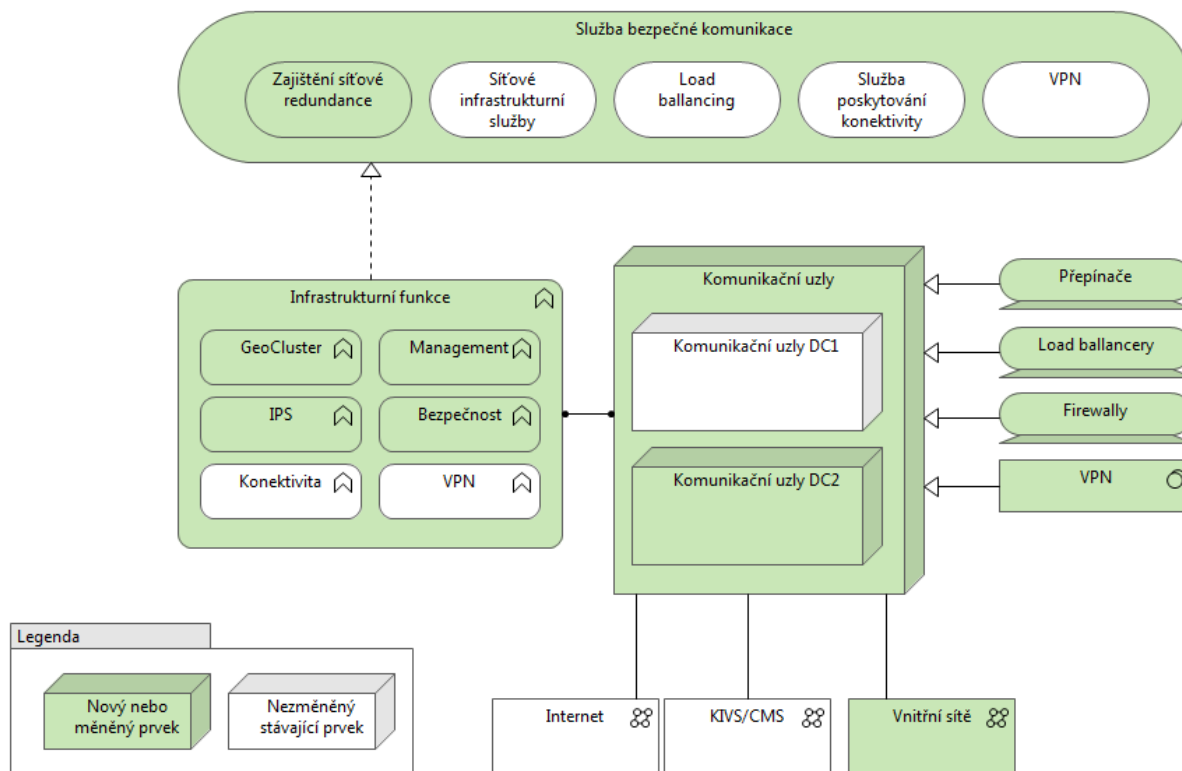 Služba bezpečné komunikace
Zajištění síťové
redundance
Síťové
infrastrukturní
služby
Load
ballancing
Služba
poskytování
konektivity
VPN
Infrastrukturní funkce
GeoCluster
Management
IPS
Bezpečnost
Konektivita
VPN
Komunikační uzly
Komunikační uzly DC1
Komunikační uzly DC2
Přepínače
Load ballancery
Firewally
VPN
Legenda
Nový nebo
měněný prvek
Nezměněný
stávající prvek
Internet
KIVS/CMS
Vnitřní sítě